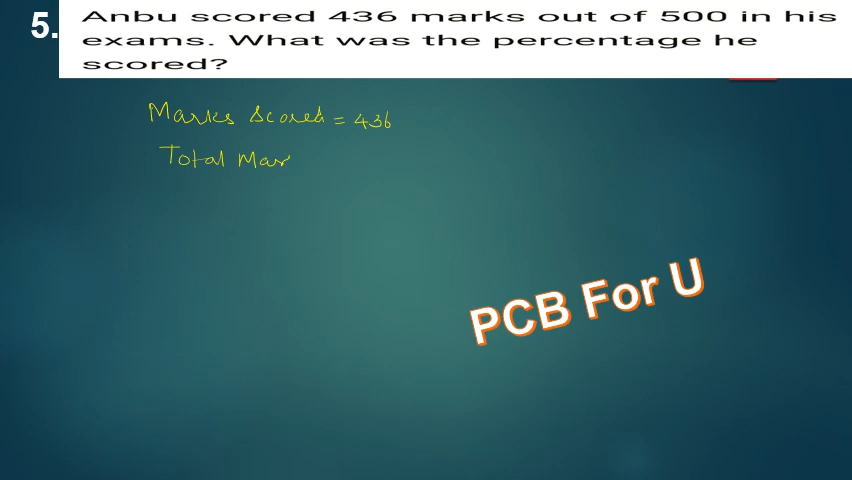 5. Anbu scored 436 marks out of 500 in his
exams. What was the percentage he
scored?
Marks Scored = 436
Total Mar
PCB For U